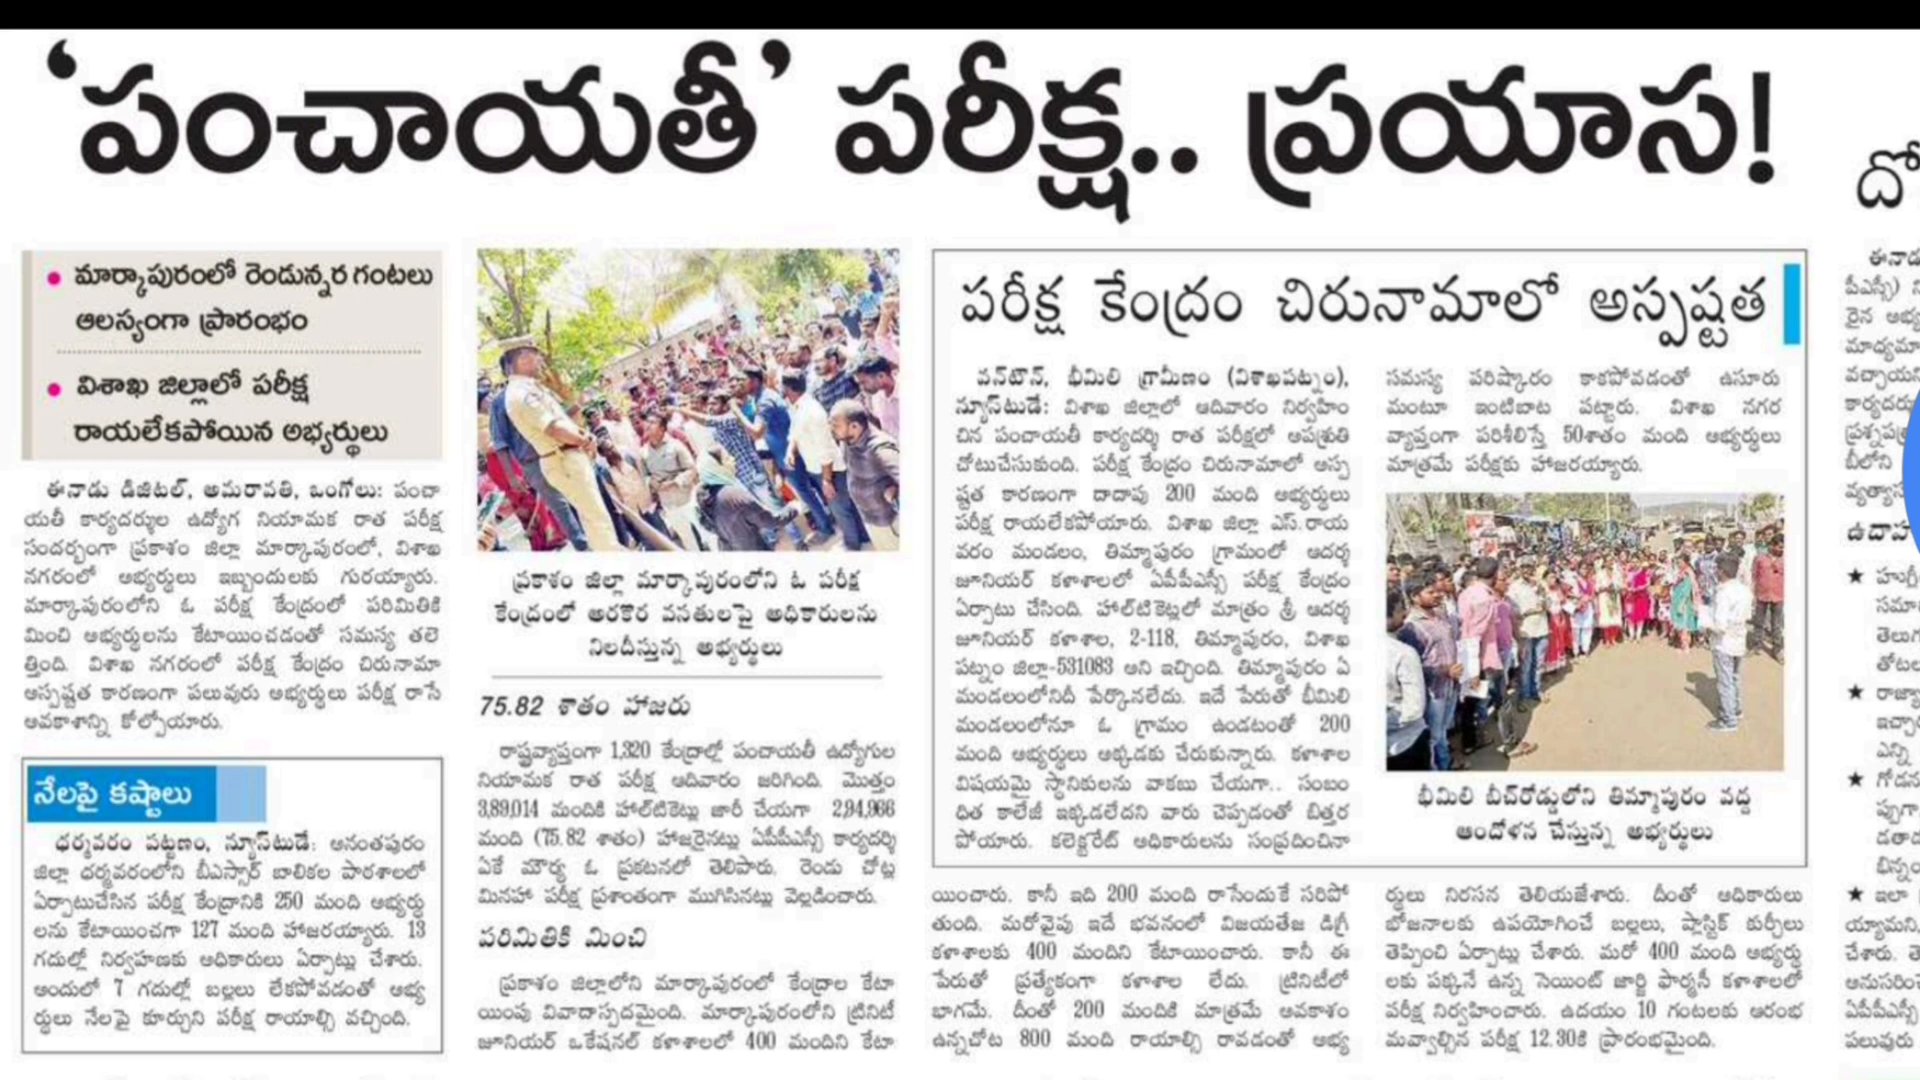 ‘పంచాయతీ’ పరీక్ష.. ప్రయాస!
• మార్కాపురంలో రెండున్నర గంటలు
ఆలస్యంగా ప్రారంభం
• విశాఖ జిల్లాలో పరీక్ష
రాయలేకపోయిన అభ్యర్థులు
ఈనాడు డిజిటల్, అమరావతి, ఒంగోలు: పంచా
యతీ కార్యదర్శుల ఉద్యోగ నియామక రాత పరీక్ష
సందర్భంగా ప్రకాశం జిల్లా మార్కాపురంలో, విశాఖ
నగరంలో అభ్యర్థులు ఇబ్బందులకు గురయ్యారు.
మార్కాపురంలోని ఓ పరీక్ష కేంద్రంలో పరిమితికి
మించి అభ్యర్థులను కేటాయించడంతో సమస్య తలె
త్తింది. విశాఖ నగరంలో పరీక్ష కేంద్రం చిరునామా
అస్పష్టత కారణంగా పలువురు అభ్యర్థులు పరీక్ష రాసే
అవకాశాన్ని కోల్పోయారు.
నేలపై కష్టాలు
ధర్మవరం పట్టణం, న్యూస్‌టుడే: అనంతపురం
జిల్లా ధర్మవరంలోని బీఎస్సార్ బాలికల పాఠశాలలో
ఏర్పాటుచేసిన పరీక్ష కేంద్రానికి 250 మంది అభ్యర్థు
లను కేటాయించగా 127 మంది హాజరయ్యారు. 13
గదుల్లో నిర్వహణకు అధికారులు ఏర్పాట్లు చేశారు.
అందులో 7 గదుల్లో బల్లలు లేకపోవడంతో అభ్య
ర్థులు నేలపై కూర్చుని పరీక్ష రాయాల్సి వచ్చింది.
ప్రకాశం జిల్లా మార్కాపురంలోని ఓ పరీక్ష
కేంద్రంలో అరకొర వసతులపై అధికారులను
నిలదీస్తున్న అభ్యర్థులు
75.82 శాతం హాజరు
రాష్ట్రవ్యాప్తంగా 1,320 కేంద్రాల్లో పంచాయతీ ఉద్యోగుల
నియామక రాత పరీక్ష ఆదివారం జరిగింది. మొత్తం
3,89,014 మందికి హాల్‌టికెట్లు జారీ చేయగా 2,94,966
మంది (75.82 శాతం) హాజరైనట్లు ఏపీపీఎస్సీ కార్యదర్శి
ఏకే మౌర్య ఓ ప్రకటనలో తెలిపారు. రెండు చోట్ల
మినహా పరీక్ష ప్రశాంతంగా ముగిసినట్లు వెల్లడించారు.
పరిమితికి మించి
ప్రకాశం జిల్లాలోని మార్కాపురంలో కేంద్రాల కేటా
యింపు వివాదాస్పదమైంది. మార్కాపురంలోని ట్రినిటీ
జూనియర్ ఒకేషనల్ కళాశాలలో 400 మందిని కేటా
పరీక్ష కేంద్రం చిరునామాలో అస్పష్టత
వన్‌టౌన్, భీమిలి గ్రామీణం (విశాఖపట్నం),
న్యూస్‌టుడే: విశాఖ జిల్లాలో ఆదివారం నిర్వహిం
చిన పంచాయతీ కార్యదర్శి రాత పరీక్షలో అపశ్రుతి
చోటుచేసుకుంది. పరీక్ష కేంద్రం చిరునామాలో అస్ప
ష్టత కారణంగా దాదాపు 200 మంది అభ్యర్థులు
పరీక్ష రాయలేకపోయారు. విశాఖ జిల్లా ఎస్.రాయ
వరం మండలం, తిమ్మాపురం గ్రామంలో ఆదర్శ
జూనియర్ కళాశాలలో ఏపీపీఎస్సీ పరీక్ష కేంద్రం
ఏర్పాటు చేసింది. హాల్‌టికెట్లలో మాత్రం శ్రీ ఆదర్శ
జూనియర్ కళాశాల, 2-118, తిమ్మాపురం, విశాఖ
పట్నం జిల్లా-531083 అని ఇచ్చింది. తిమ్మాపురం ఏ
మండలంలోనిదీ పేర్కొనలేదు. ఇదే పేరుతో భీమిలి
మండలంలోనూ ఓ గ్రామం ఉండటంతో 200
మంది అభ్యర్థులు అక్కడకు చేరుకున్నారు. కళాశాల
విషయమై స్థానికులను వాకబు చేయగా.. సంబం
ధిత కాలేజీ ఇక్కడలేదని వారు చెప్పడంతో బిత్తర
పోయారు. కలెక్టరేట్ అధికారులను సంప్రదించినా
సమస్య పరిష్కారం కాకపోవడంతో ఉసూరు
మంటూ ఇంటిబాట పట్టారు. విశాఖ నగర
వ్యాప్తంగా పరిశీలిస్తే 50శాతం మంది అభ్యర్థులు
మాత్రమే పరీక్షకు హాజరయ్యారు.
భీమిలి బీచ్‌రోడ్డులోని తిమ్మాపురం వద్ద
ఆందోళన చేస్తున్న అభ్యర్థులు
యించారు. కానీ ఇది 200 మంది రాసేందుకే సరిపో
తుంది. మరోవైపు ఇదే భవనంలో విజయతేజ డిగ్రీ
కళాశాలకు 400 మందిని కేటాయించారు. కానీ ఈ
పేరుతో ప్రత్యేకంగా కళాశాల లేదు. ట్రినిటీలో
భాగమే. దీంతో 200 మందికి మాత్రమే అవకాశం
ఉన్నచోట 800 మంది రాయాల్సి రావడంతో అభ్య
ర్థులు నిరసన తెలియజేశారు. దీంతో అధికారులు
భోజనాలకు ఉపయోగించే బల్లలు, ప్లాస్టిక్ కుర్చీలు
తెప్పించి ఏర్పాట్లు చేశారు. మరో 400 మంది అభ్యర్థు
లకు పక్కనే ఉన్న సెయింట్ జార్జి ఫార్మసీ కళాశాలలో
పరీక్ష నిర్వహించారు. ఉదయం 10 గంటలకు ఆరంభ
మవ్వాల్సిన పరీక్ష 12.30కి ప్రారంభమైంది.